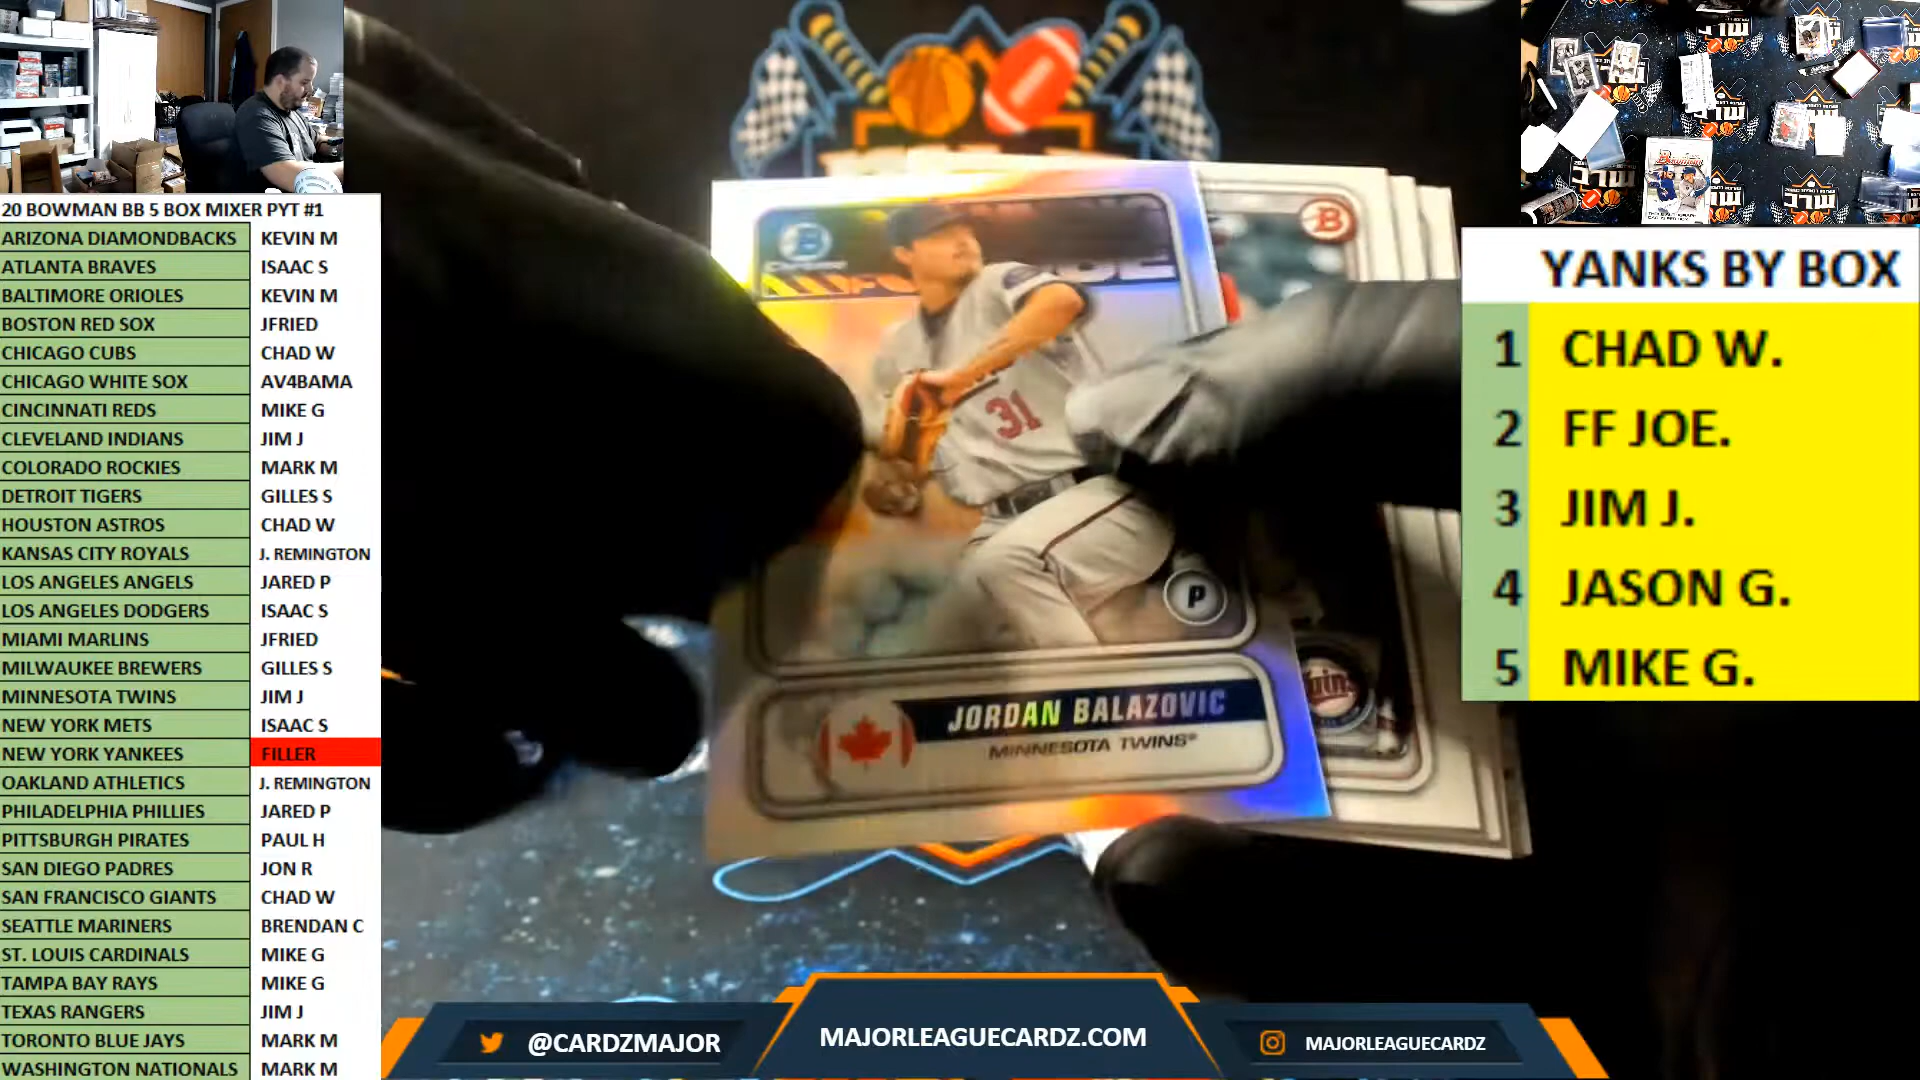 20 BOWMAN BB 5 BOX MIXER PYT #1
ARIZONA DIAMONDBACKS KEVIN M
ATLANTA BRAVES ISAAC S
BALTIMORE ORIOLES KEVIN M
BOSTON RED SOX JFRIED
CHICAGO CUBS CHAD W
CHICAGO WHITE SOX AV4BAMA
CINCINNATI REDS MIKE G
CLEVELAND INDIANS JIM J
COLORADO ROCKIES MARK M
DETROIT TIGERS GILLES S
HOUSTON ASTROS CHAD W
KANSAS CITY ROYALS J. REMINGTON
LOS ANGELES ANGELS JARED P
LOS ANGELES DODGERS ISAAC S
MIAMI MARLINS JFRIED
MILWAUKEE BREWERS GILLES S
MINNESOTA TWINS JIM J
NEW YORK METS ISAAC S
NEW YORK YANKEES FILLER
OAKLAND ATHLETICS J. REMINGTON
PHILADELPHIA PHILLIES JARED P
PITTSBURGH PIRATES PAUL H
SAN DIEGO PADRES JON R
SAN FRANCISCO GIANTS CHAD W
SEATTLE MARINERS BRENDAN C
ST. LOUIS CARDINALS MIKE G
TAMPA BAY RAYS MIKE G
TEXAS RANGERS JIM J
TORONTO BLUE JAYS MARK M
WASHINGTON NATIONALS MARK M
B
B
31
P
JORDAN BALAZOVIC
MINNESOTA TWINS®
YANKS BY BOX
1 CHAD W.
2 FF JOE.
3 JIM J.
4 JASON G.
5 MIKE G.
@CARDZMAJOR
MAJORLEAGUECARDZ.COM
MAJORLEAGUECARDZ